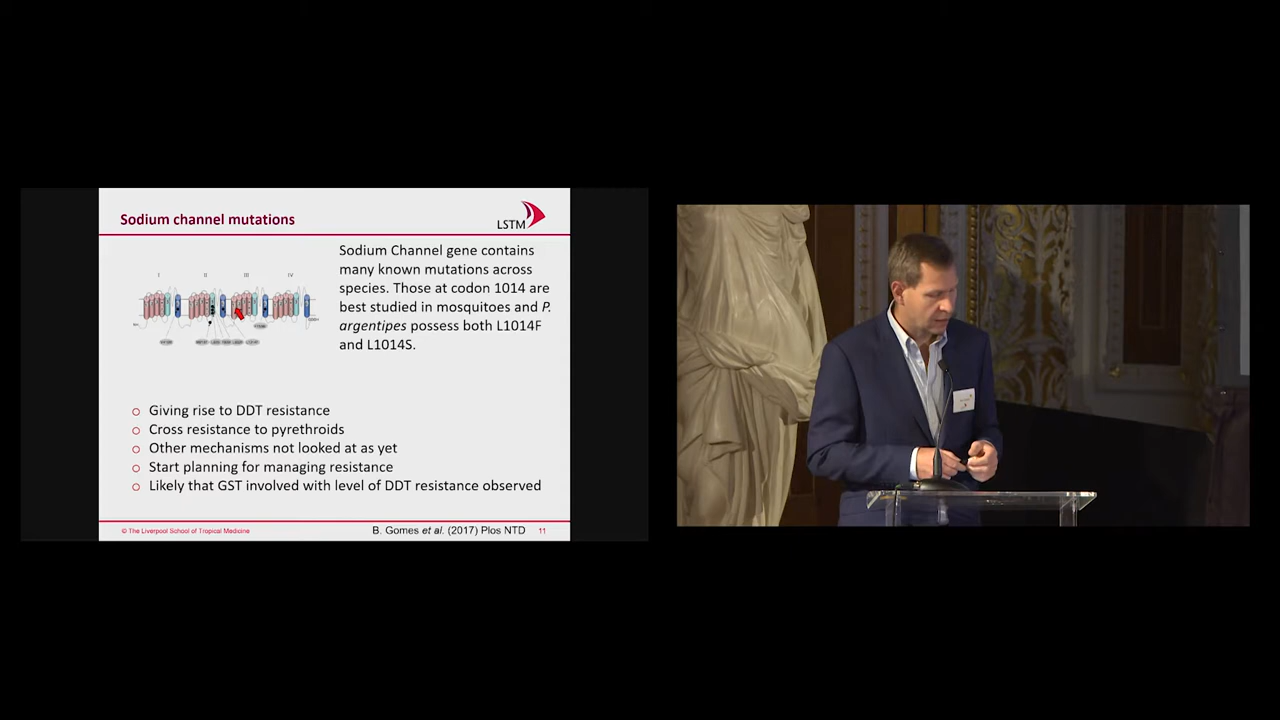 Sodium channel mutations
LSTM
I II III IV
Sodium Channel gene contains
many known mutations across
species. Those at codon 1014 are
best studied in mosquitoes and P.
argentipes possess both L1014F
and L1014S.
Giving rise to DDT resistance
Cross resistance to pyrethroids
Other mechanisms not looked at as yet
Start planning for managing resistance
Likely that GST involved with level of DDT resistance observed
© The Liverpool School of Tropical Medicine
B. Gomes et al. (2017) Plos NTD
11